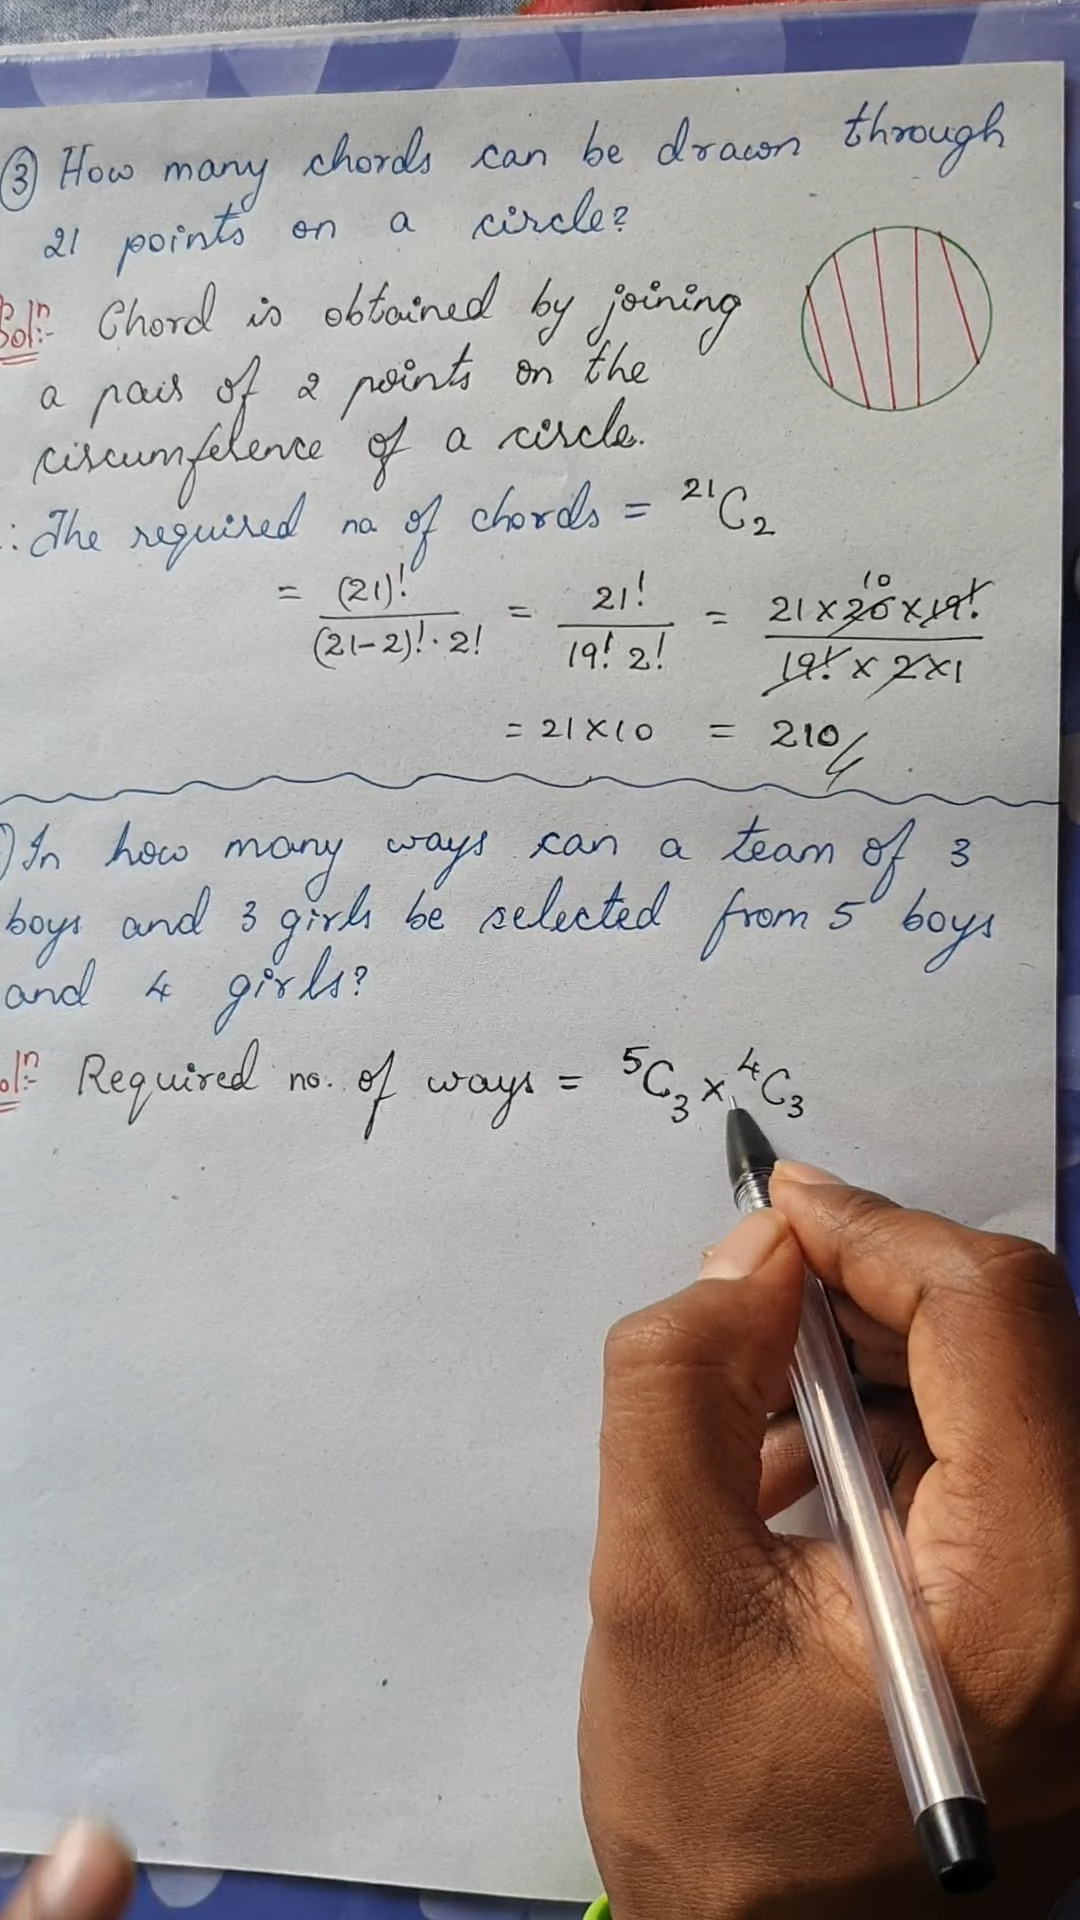 ③ How many chords can be drawn through
21 points on a circle?
Solⁿ:- Chord is obtained by joining
a pair of 2 points on the
circumference of a circle.
∴ The required no. of chords = ²¹C₂
= (21)! / (21-2)!·2! = 21! / 19! 2! = 21×20×19! / 19!×2×1 10
= 21×10 = 210
) In how many ways can a team of 3
boys and 3 girls be selected from 5 boys
and 4 girls?
olⁿ:- Required no. of ways = ⁵C₃ × ⁴C₃